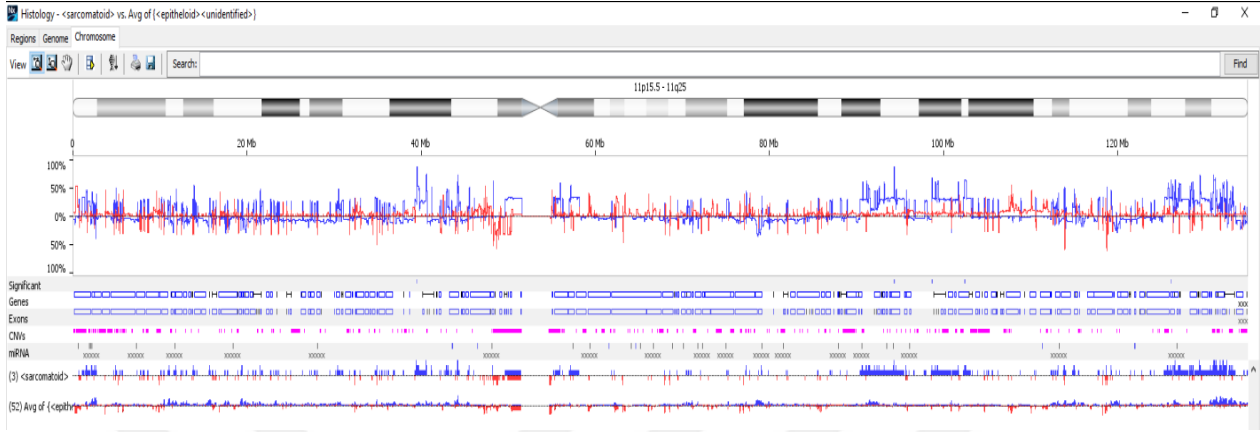 Nx Histology - <sarcomatoid> vs. Avg of {<epitheloid><unidentified>}
Regions Genome Chromosome
View Search: Find
11p15.5 - 11q25
0 20 Mb 40 Mb 60 Mb 80 Mb 100 Mb 120 Mb
100%
50%
0%
50%
100%
Significant
Genes
Exons
CNVs
miRNA
(3) <sarcomatoid>
(52) Avg of {<epith